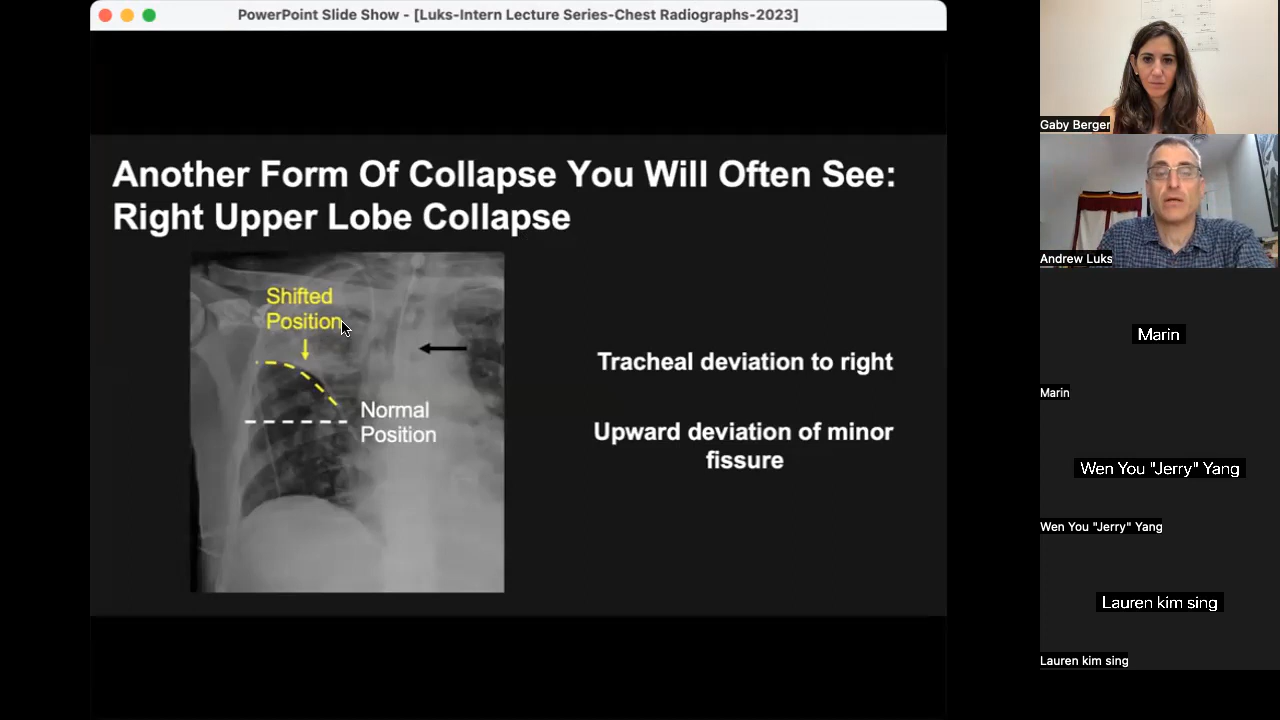 PowerPoint Slide Show - [Luks-Intern Lecture Series-Chest Radiographs-2023]
Another Form Of Collapse You Will Often See:
Right Upper Lobe Collapse
Shifted
Position
Normal
Position
Tracheal deviation to right
Upward deviation of minor
fissure
Gaby Berger
Andrew Luks
Marin
Marin
Wen You "Jerry" Yang
Wen You "Jerry" Yang
Lauren kim sing
Lauren kim sing